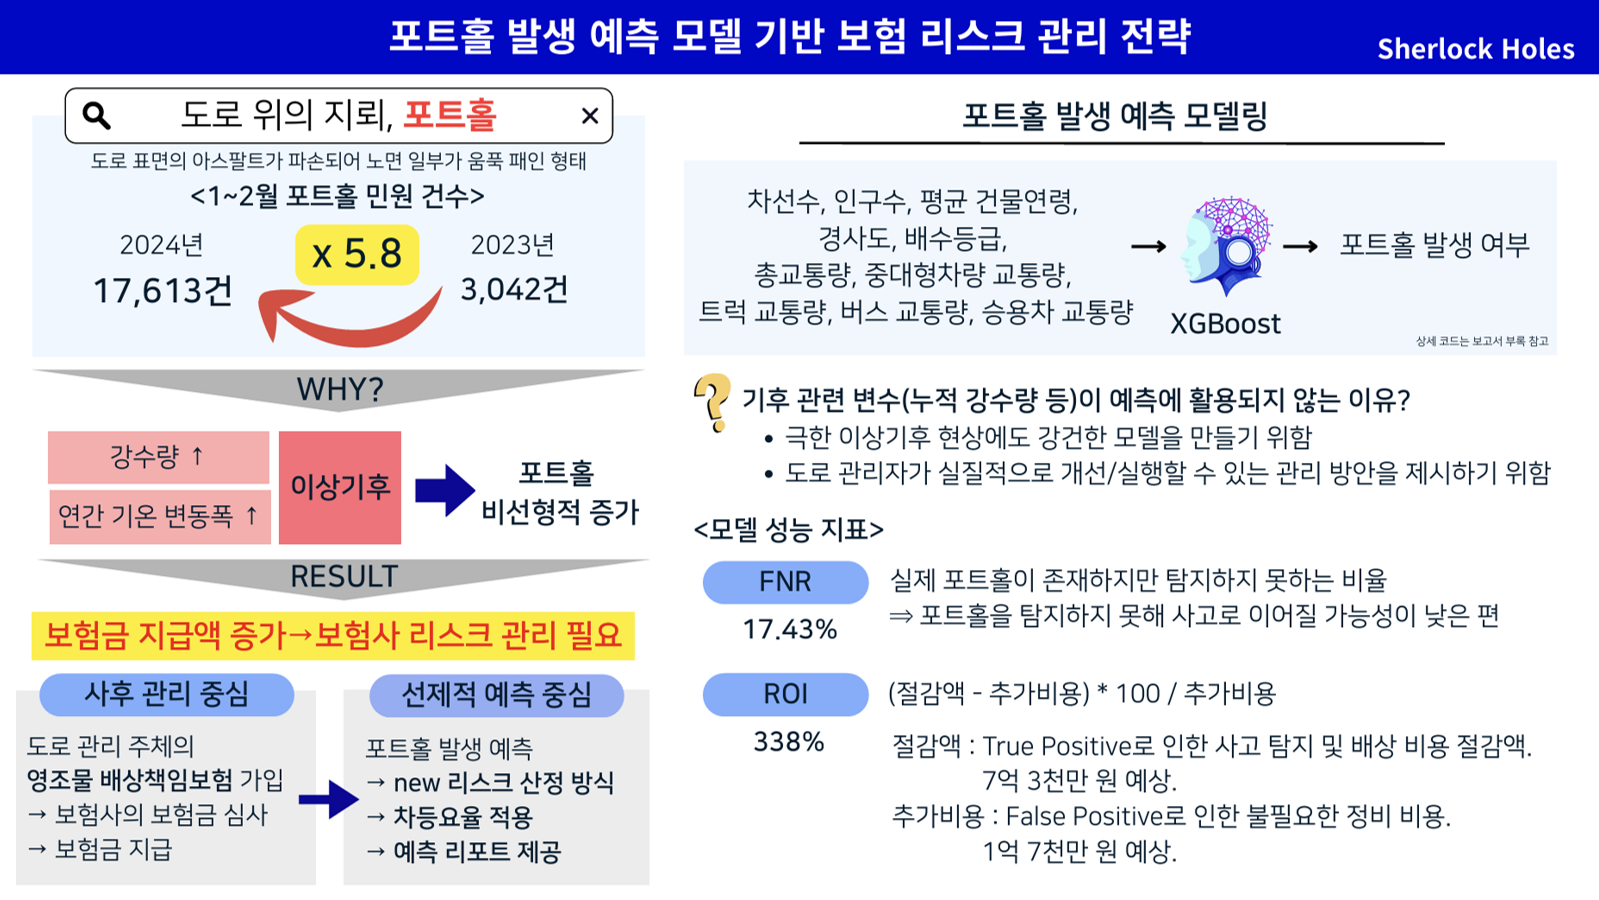 포트홀 발생 예측 모델 기반 보험 리스크 관리 전략
Sherlock Holes
도로 위의 지뢰, 포트홀
도로 표면의 아스팔트가 파손되어 노면 일부가 움푹 패인 형태
<1~2월 포트홀 민원 건수>
2024년
17,613건
x 5.8
2023년
3,042건
WHY?
강수량 ↑
연간 기온 변동폭 ↑
이상기후
포트홀
비선형적 증가
RESULT
보험금 지급액 증가→보험사 리스크 관리 필요
사후 관리 중심
도로 관리 주체의
영조물 배상책임보험 가입
→ 보험사의 보험금 심사
→ 보험금 지급
선제적 예측 중심
포트홀 발생 예측
→ new 리스크 산정 방식
→ 차등요율 적용
→ 예측 리포트 제공
포트홀 발생 예측 모델링
차선수, 인구수, 평균 건물연령,
경사도, 배수등급,
총교통량, 중대형차량 교통량,
트럭 교통량, 버스 교통량, 승용차 교통량
XGBoost
포트홀 발생 여부
상세 코드는 보고서 부록 참고
기후 관련 변수(누적 강수량 등)이 예측에 활용되지 않는 이유?
• 극한 이상기후 현상에도 강건한 모델을 만들기 위함
• 도로 관리자가 실질적으로 개선/실행할 수 있는 관리 방안을 제시하기 위함
<모델 성능 지표>
FNR
17.43%
실제 포트홀이 존재하지만 탐지하지 못하는 비율
⇒ 포트홀을 탐지하지 못해 사고로 이어질 가능성이 낮은 편
ROI
338%
(절감액 - 추가비용) * 100 / 추가비용
절감액 : True Positive로 인한 사고 탐지 및 배상 비용 절감액.
7억 3천만 원 예상.
추가비용 : False Positive로 인한 불필요한 정비 비용.
1억 7천만 원 예상.